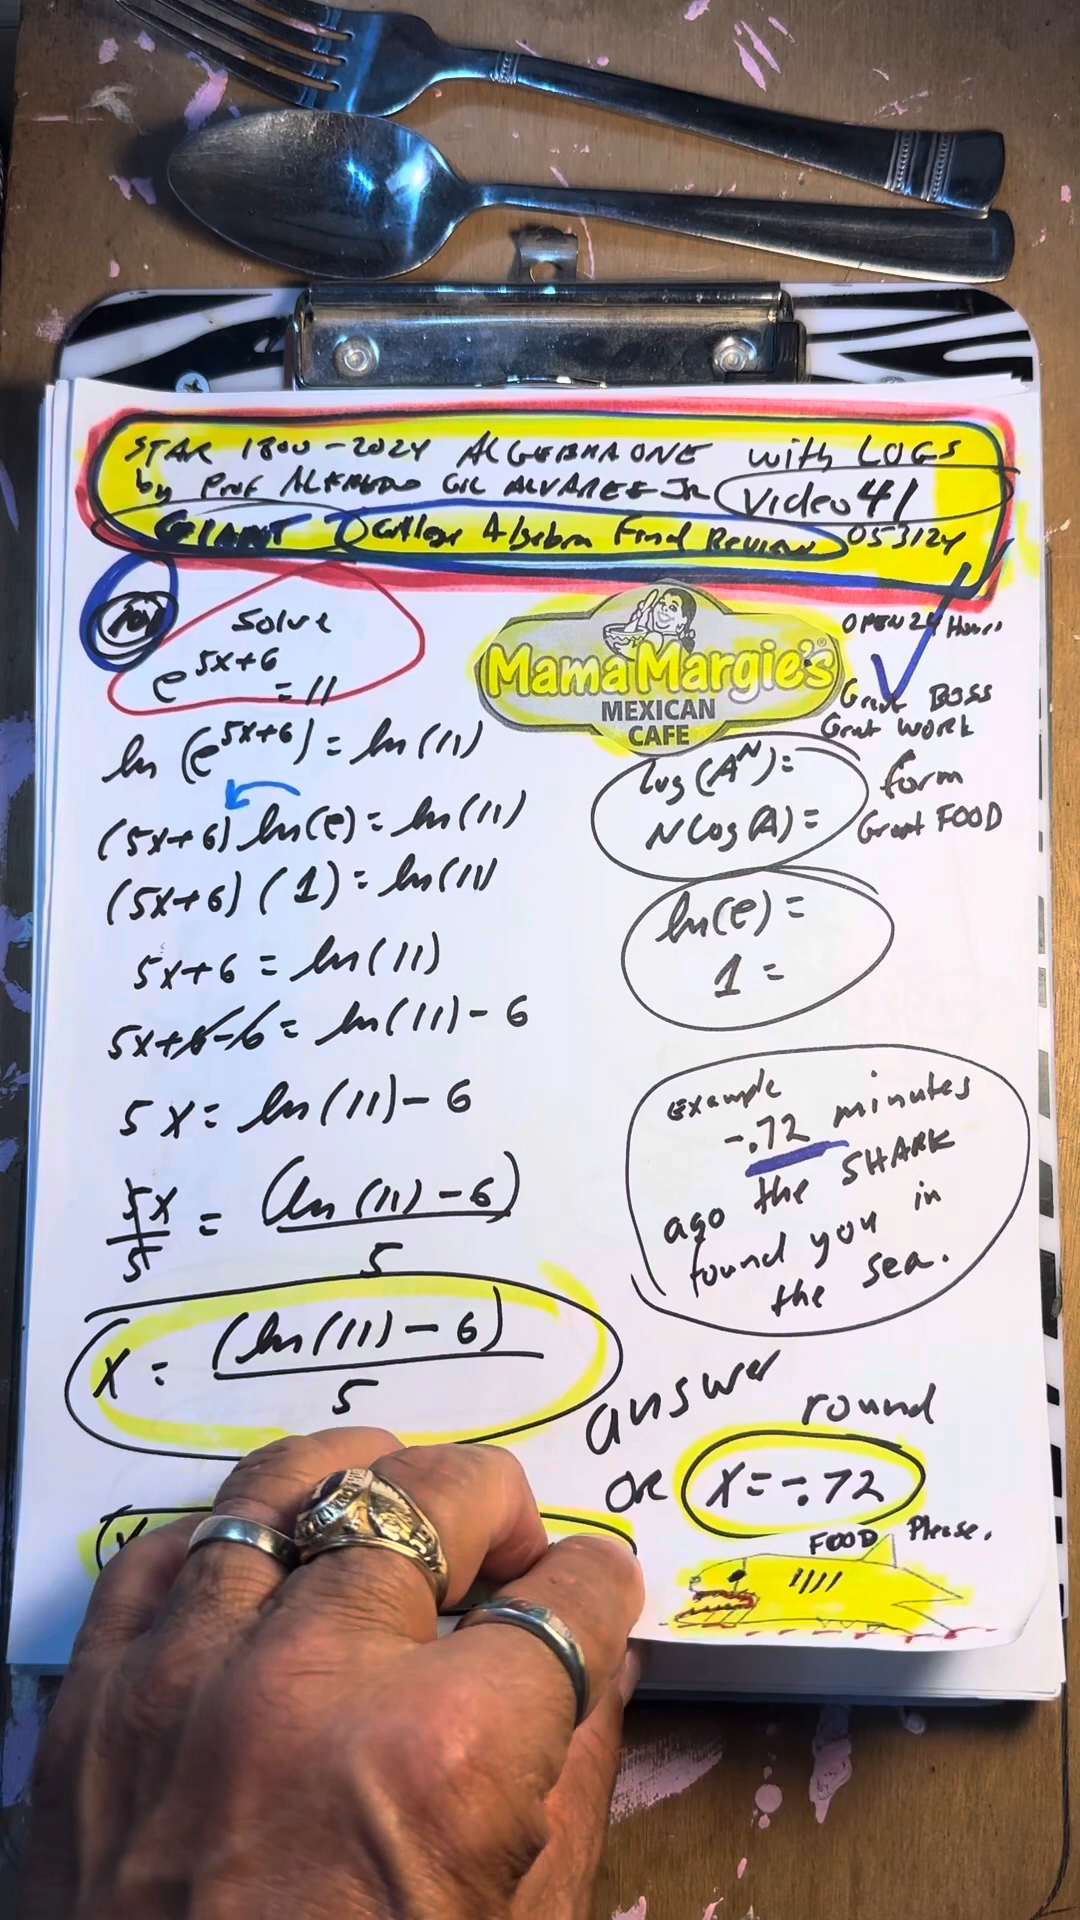 STAR 1800-2024 ALGEBRA ONE with LOGS
by Prof ALFREDO GIL ALVAREZ JR Video 41
GIANT College Algebra Final Review 053124
Solve
e^5x+6 = 11
ln(e^5x+6) = ln(11)
(5x+6) ln(e) = ln(11)
(5x+6)(1) = ln(11)
5x+6 = ln(11)
5x+6-6 = ln(11)-6
5x = ln(11)-6
5x/5 = (ln(11)-6)/5
x = (ln(11)-6)/5
Mama Margie's®
MEXICAN
CAFE
OPEN 24 Hours
Great BOSS
Great WORK
form
Great FOOD
log(A^N) =
N log(A) =
ln(e) =
1 =
Example
-.72 minutes
ago the SHARK
found you in
the sea.
answer
round
OR x = -.72
FOOD Please.